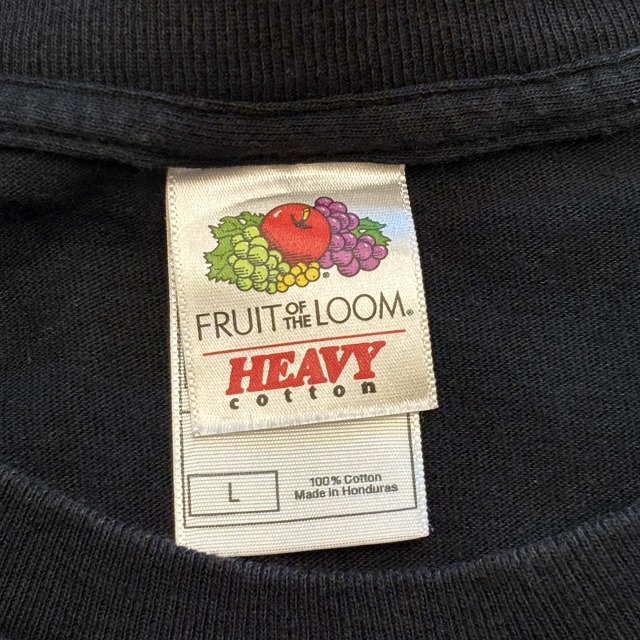 FRUIT OF THE LOOM®
HEAVY
cotton
L
100% Cotton
Made in Honduras